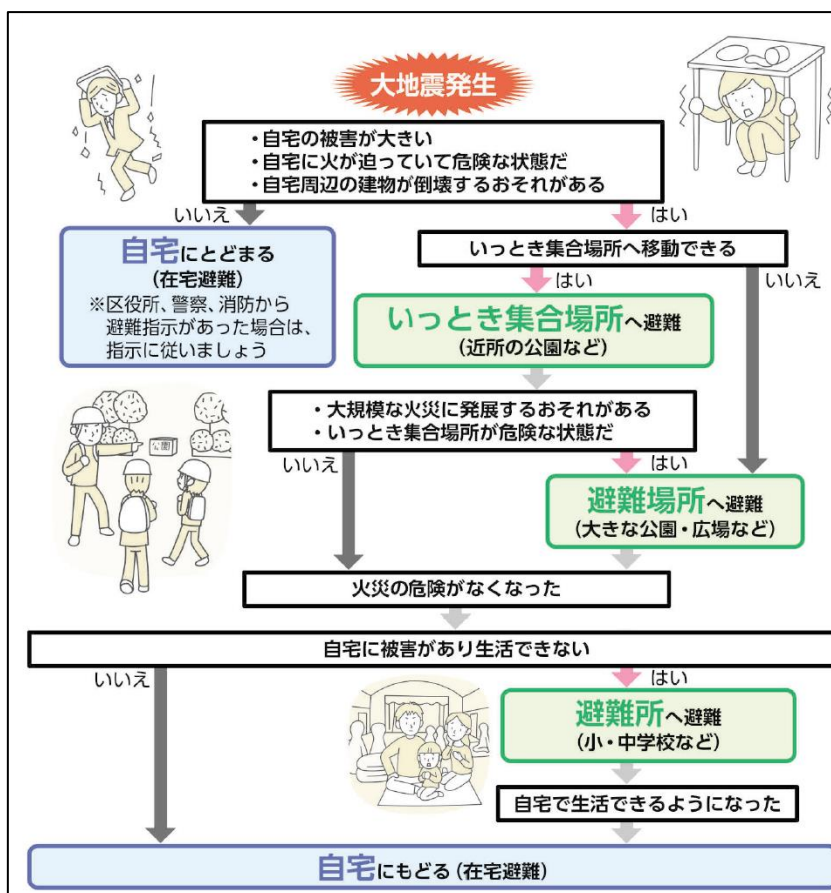 大地震発生
・自宅の被害が大きい
・自宅に火が迫っていて危険な状態だ
・自宅周辺の建物が倒壊するおそれがある
いいえ
はい
自宅にとどまる
(在宅避難)
※区役所、警察、消防から
避難指示があった場合は、
指示に従いましょう
いっとき集合場所へ移動できる
はい
いいえ
いっとき集合場所へ避難
(近所の公園など)
・大規模な火災に発展するおそれがある
・いっとき集合場所が危険な状態だ
公園
いいえ
はい
避難場所へ避難
(大きな公園・広場など)
火災の危険がなくなった
自宅に被害があり生活できない
いいえ
はい
避難所へ避難
(小・中学校など)
自宅で生活できるようになった
自宅にもどる(在宅避難)